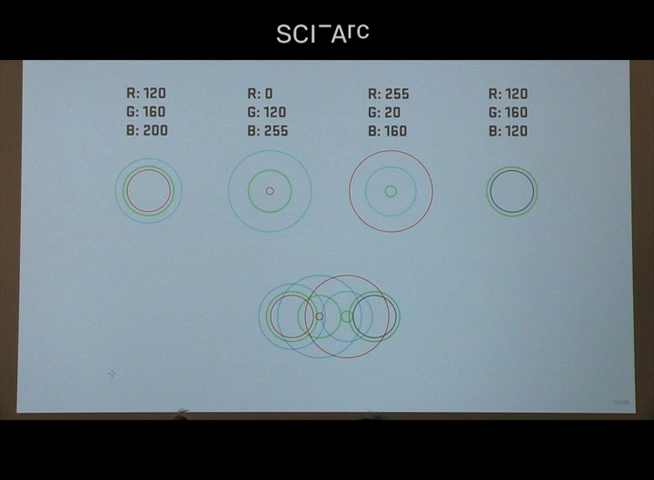 SCI-Arc
R: 120
G: 160
B: 200
R: 0
G: 120
B: 255
R: 255
G: 20
B: 160
R: 120
G: 160
B: 120